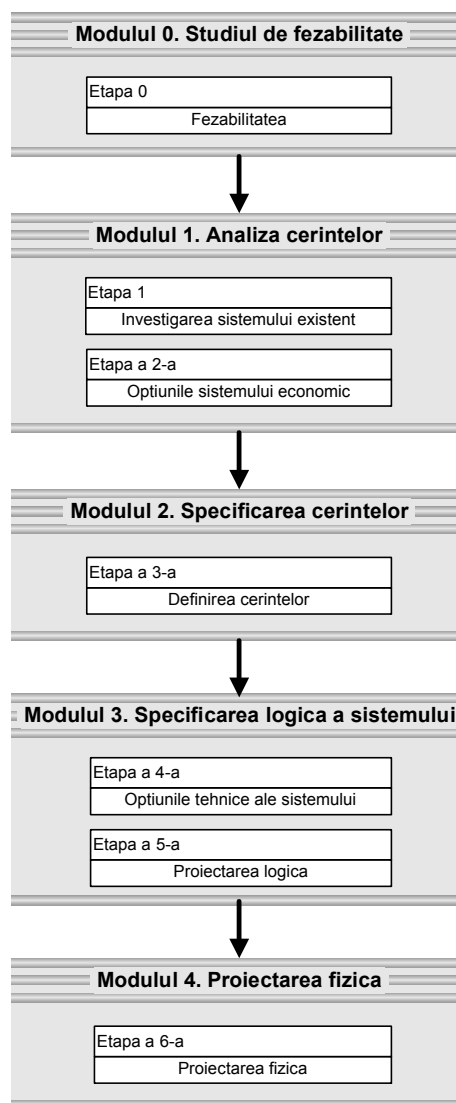 Modulul 0. Studiul de fezabilitate
Etapa 0
Fezabilitatea
Modulul 1. Analiza cerintelor
Etapa 1
Investigarea sistemului existent
Etapa a 2-a
Optiunile sistemului economic
Modulul 2. Specificarea cerintelor
Etapa a 3-a
Definirea cerintelor
Modulul 3. Specificarea logica a sistemului
Etapa a 4-a
Optiunile tehnice ale sistemului
Etapa a 5-a
Proiectarea logica
Modulul 4. Proiectarea fizica
Etapa a 6-a
Proiectarea fizica